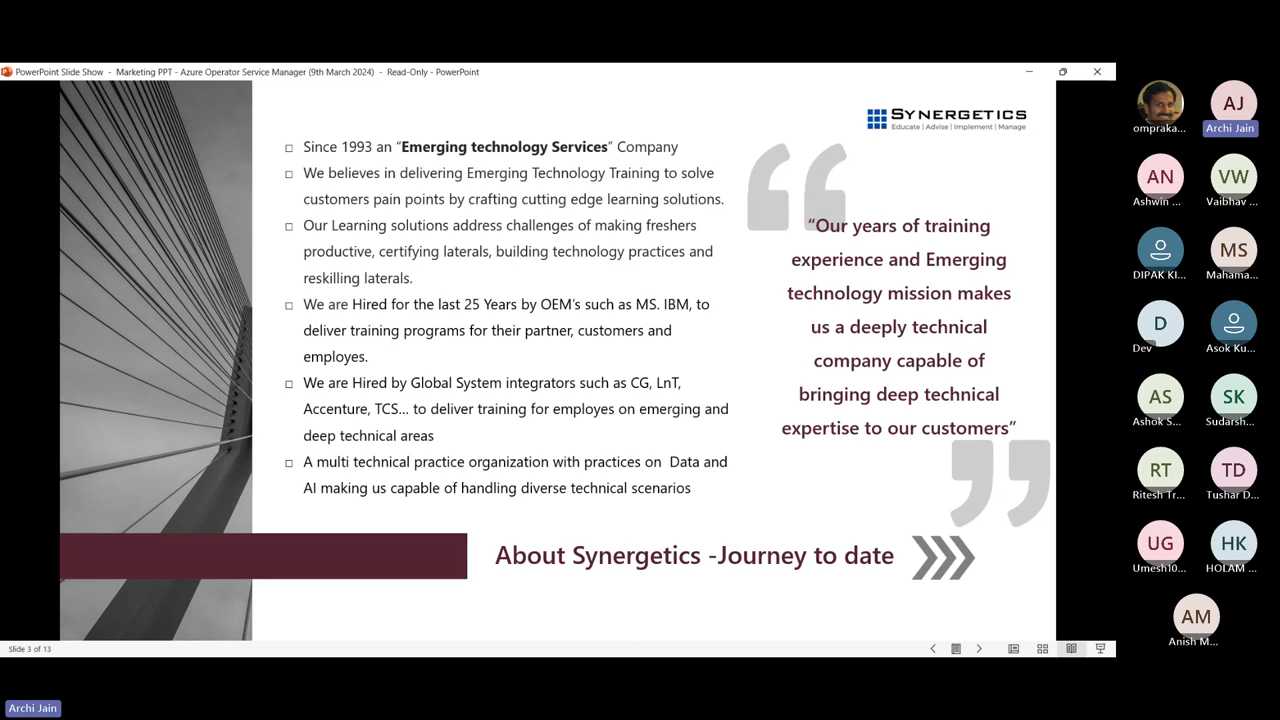 PowerPoint Slide Show - Marketing PPT - Azure Operator Service Manager (9th March 2024) - Read-Only - PowerPoint
SYNERGETICS
Educate | Advise | Implement | Manage
Since 1993 an “Emerging technology Services” Company
We believes in delivering Emerging Technology Training to solve
customers pain points by crafting cutting edge learning solutions.
Our Learning solutions address challenges of making freshers
productive, certifying laterals, building technology practices and
reskilling laterals.
We are Hired for the last 25 Years by OEM’s such as MS. IBM, to
deliver training programs for their partner, customers and
employes.
We are Hired by Global System integrators such as CG, LnT,
Accenture, TCS... to deliver training for employes on emerging and
deep technical areas
A multi technical practice organization with practices on Data and
AI making us capable of handling diverse technical scenarios
“Our years of training
experience and Emerging
technology mission makes
us a deeply technical
company capable of
bringing deep technical
expertise to our customers”
About Synergetics -Journey to date
Slide 3 of 13
ompraka...
AJ
Archi Jain
AN
Ashwin ...
VW
Vaibhav ...
DIPAK KI...
MS
Mahama...
D
Dev
Asok Ku...
AS
Ashok S...
SK
Sudarsh...
RT
Ritesh Tr...
TD
Tushar D...
UG
Umesh10...
HK
HOLAM ...
AM
Anish M...
Archi Jain